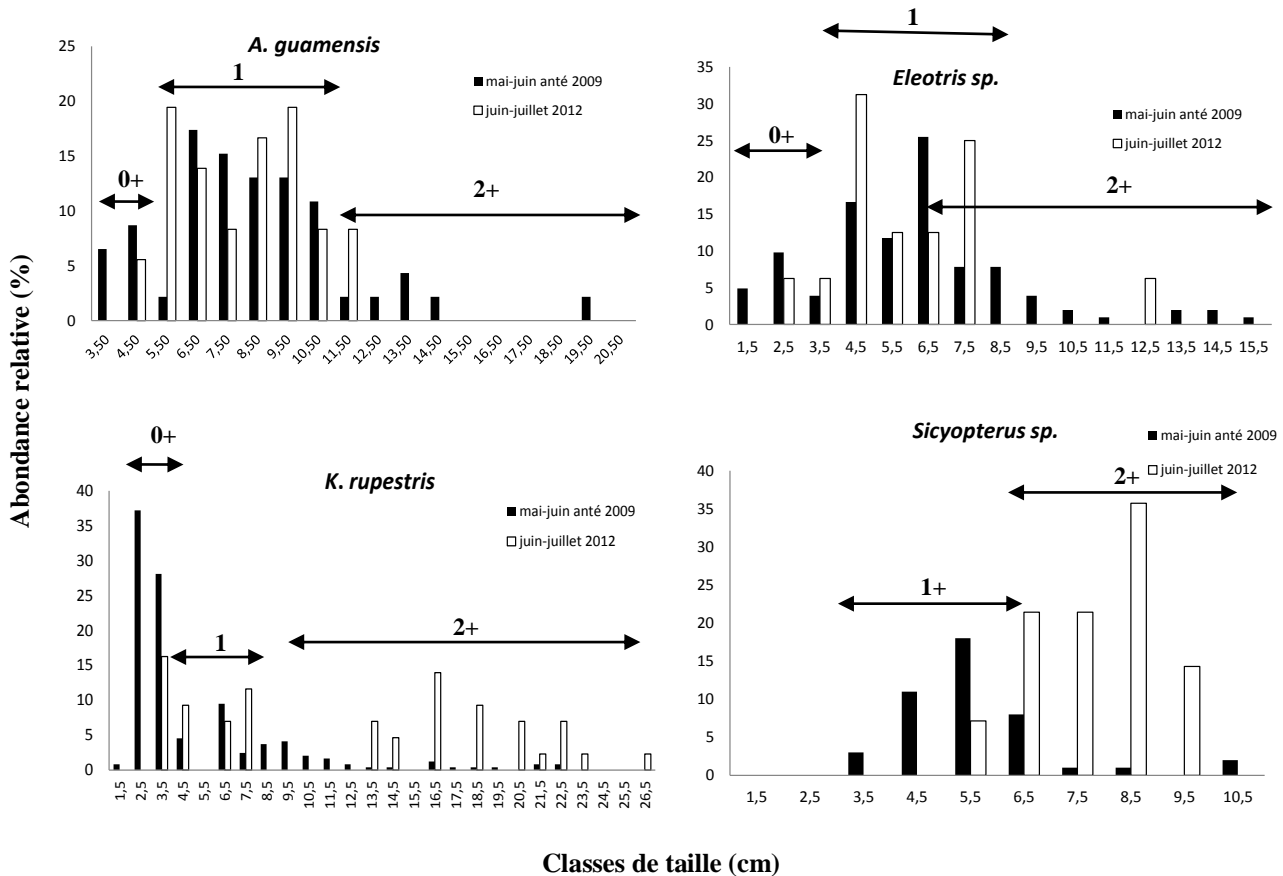 Abondance relative (%)
A. guamensis
mai-juin anté 2009
juin-juillet 2012
0+
1
2+
25
20
15
10
5
0
3,50 4,50 5,50 6,50 7,50 8,50 9,50 10,50 11,50 12,50 13,50 14,50 15,50 16,50 17,50 18,50 19,50 20,50
1
Eleotris sp.
mai-juin anté 2009
juin-juillet 2012
0+
2+
35
30
25
20
15
10
5
0
1,5 2,5 3,5 4,5 5,5 6,5 7,5 8,5 9,5 10,5 11,5 12,5 13,5 14,5 15,5
0+
K. rupestris
mai-juin anté 2009
juin-juillet 2012
1
2+
40
35
30
25
20
15
10
5
0
1,5 2,5 3,5 4,5 5,5 6,5 7,5 8,5 9,5 10,5 11,5 12,5 13,5 14,5 15,5 16,5 17,5 18,5 19,5 20,5 21,5 22,5 23,5 24,5 25,5 26,5
Sicyopterus sp.
mai-juin anté 2009
juin-juillet 2012
2+
1+
40
35
30
25
20
15
10
5
0
1,5 2,5 3,5 4,5 5,5 6,5 7,5 8,5 9,5 10,5
Classes de taille (cm)